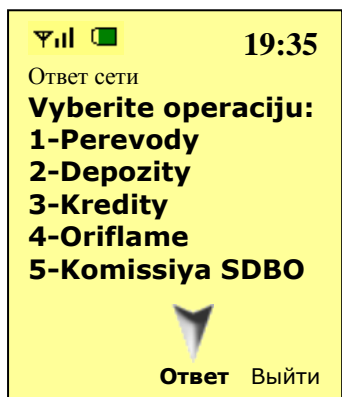 19:35
Ответ сети
Vyberite operaciju:
1-Perevody
2-Depozity
3-Kredity
4-Oriflame
5-Komissiya SDBO
Ответ Выйти